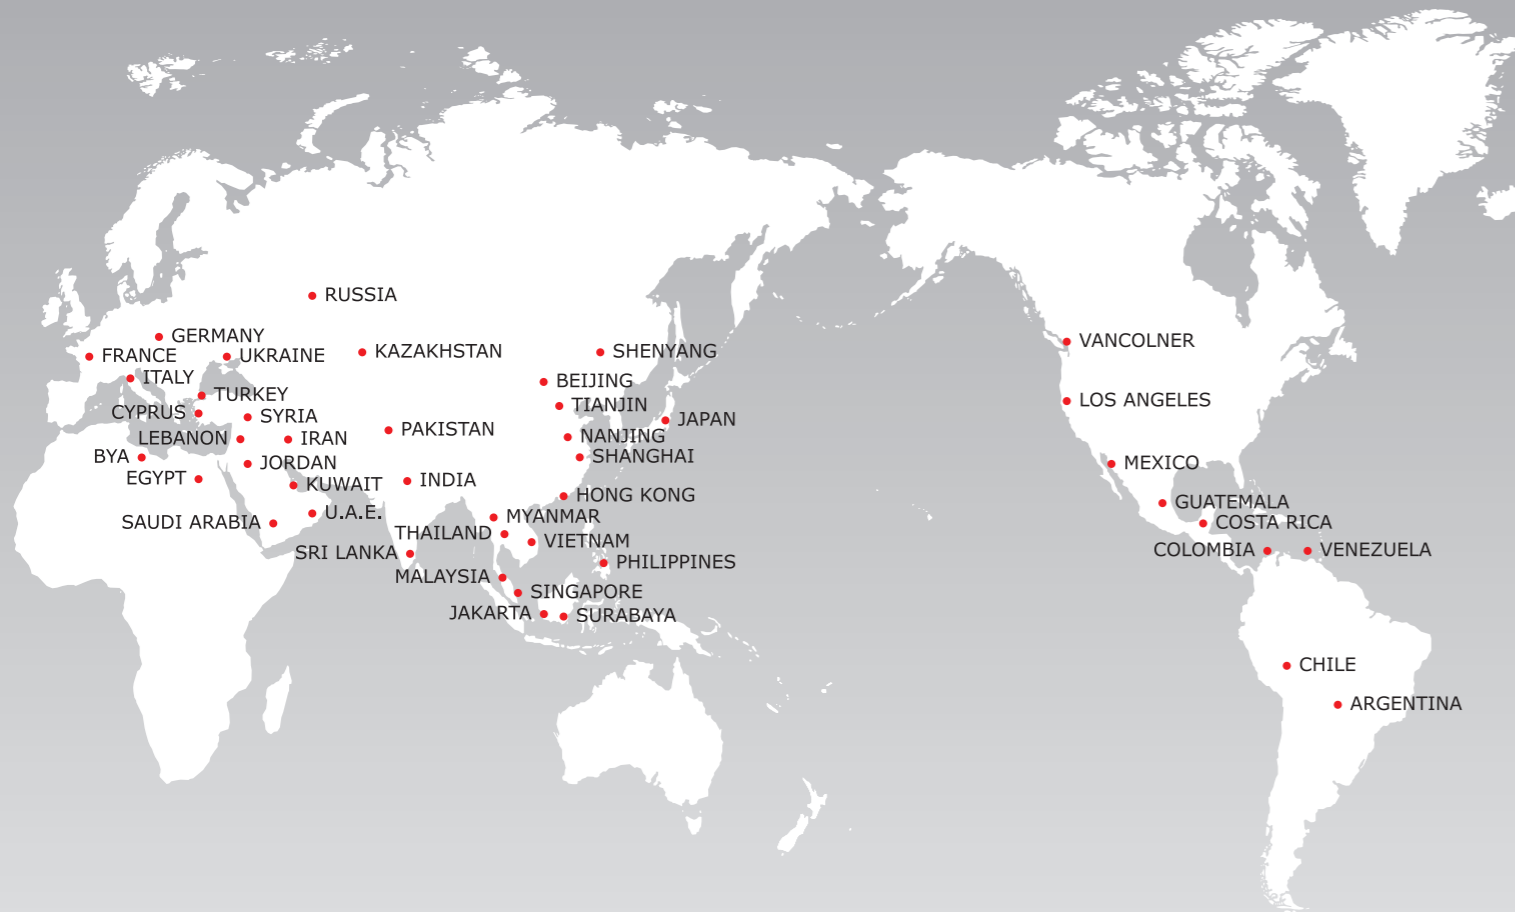 RUSSIA
GERMANY
FRANCE
UKRAINE
KAZAKHSTAN
SHENYANG
ITALY
BEIJING
TURKEY
TIANJIN
CYPRUS
SYRIA
JAPAN
PAKISTAN
LEBANON
IRAN
NANJING
BYA
JORDAN
SHANGHAI
EGYPT
KUWAIT
INDIA
HONG KONG
SAUDI ARABIA
U.A.E.
MYANMAR
THAILAND
VIETNAM
SRI LANKA
PHILIPPINES
MALAYSIA
SINGAPORE
JAKARTA
SURABAYA
VANCOLNER
LOS ANGELES
MEXICO
GUATEMALA
COSTA RICA
COLOMBIA
VENEZUELA
CHILE
ARGENTINA